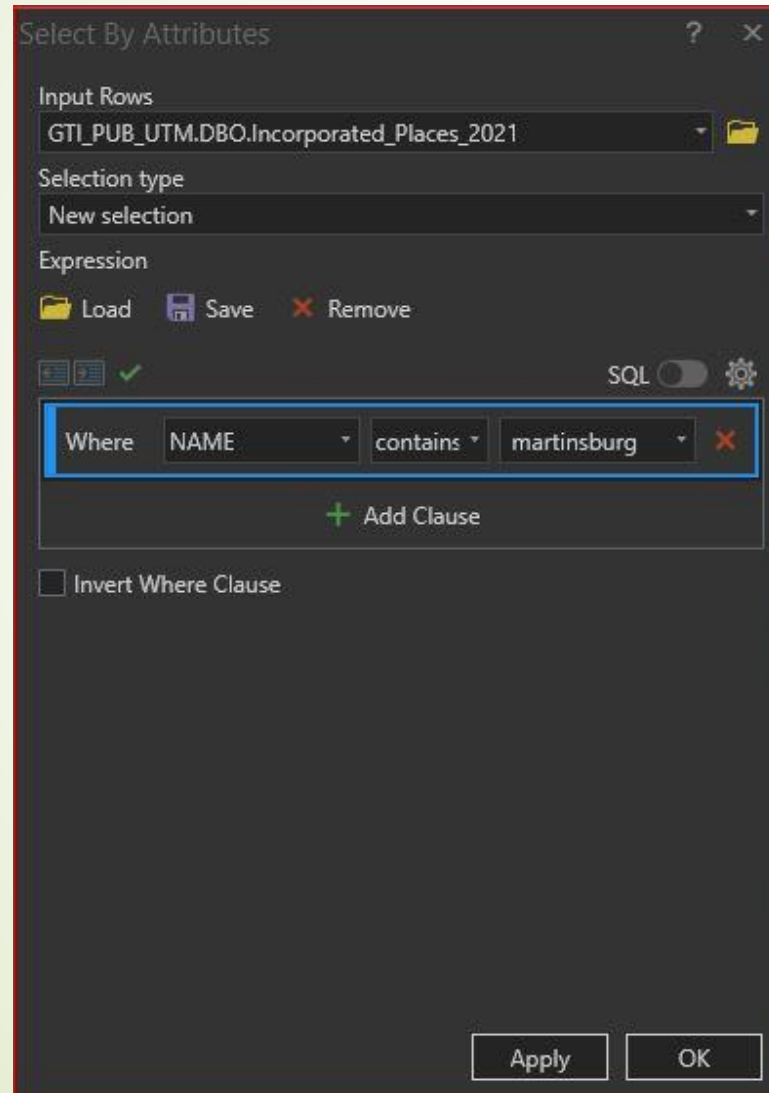 Select By Attributes ? ×
Input Rows
GTI_PUB_UTM.DBO.Incorporated_Places_2021
Selection type
New selection
Expression
Load Save Remove
SQL
Where NAME contains martinsburg
Add Clause
Invert Where Clause
Apply OK